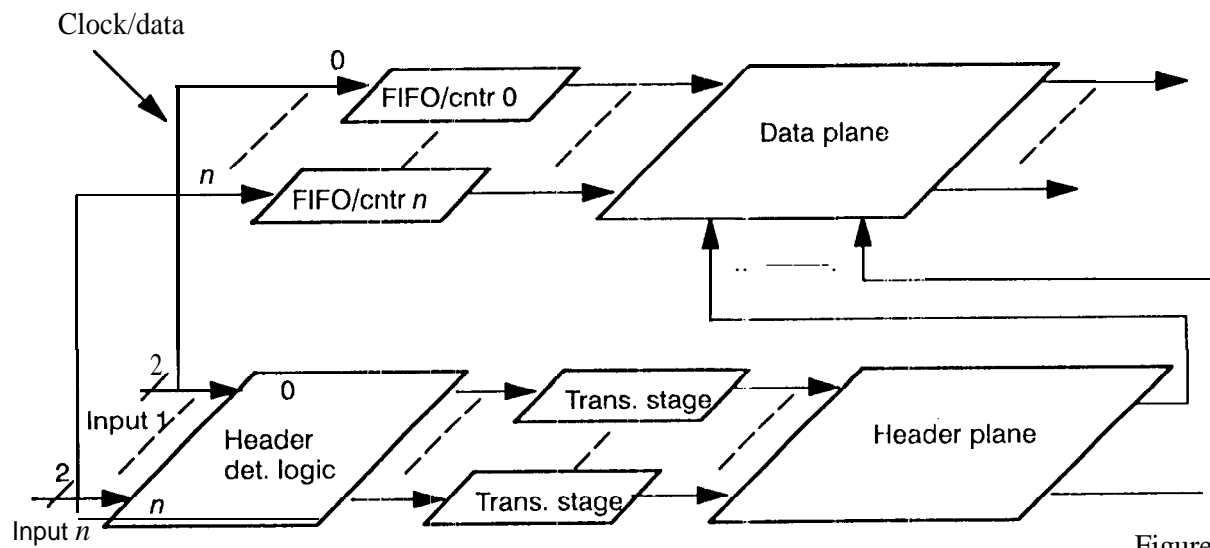 Clock/data
0
FIFO/cntr 0
Data plane
n
FIFO/cntr n
.. ———-.
2
0
Trans. stage
Input 1
Header
det. logic
Header plane
2
n
Trans. stage
Input n
Figure